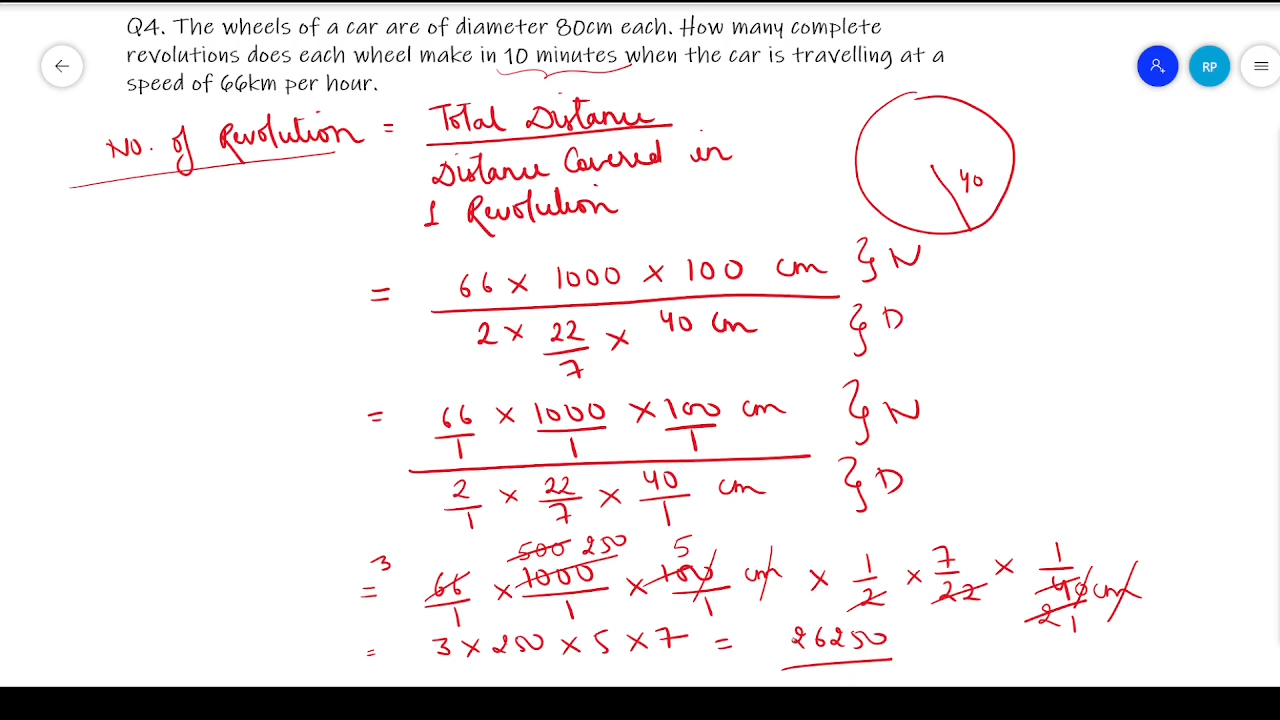 Q4. The wheels of a car are of diameter 80cm each. How many complete
revolutions does each wheel make in 10 minutes when the car is travelling at a
speed of 66km per hour.
RP
No. of Revolution = Total Distance
Distance Covered in
1 Revolution
40
= 66 × 1000 × 100 cm } N
2 × 22/7 × 40 cm } D
= 66/1 × 1000/1 × 100/1 cm } N
2/1 × 22/7 × 40/1 cm } D
3 500 250 5
= 66/1 × 1000/1 × 100/1 cm × 1/2 × 7/22 × 1/40 cm
2 1
= 3 × 250 × 5 × 7 = 26250